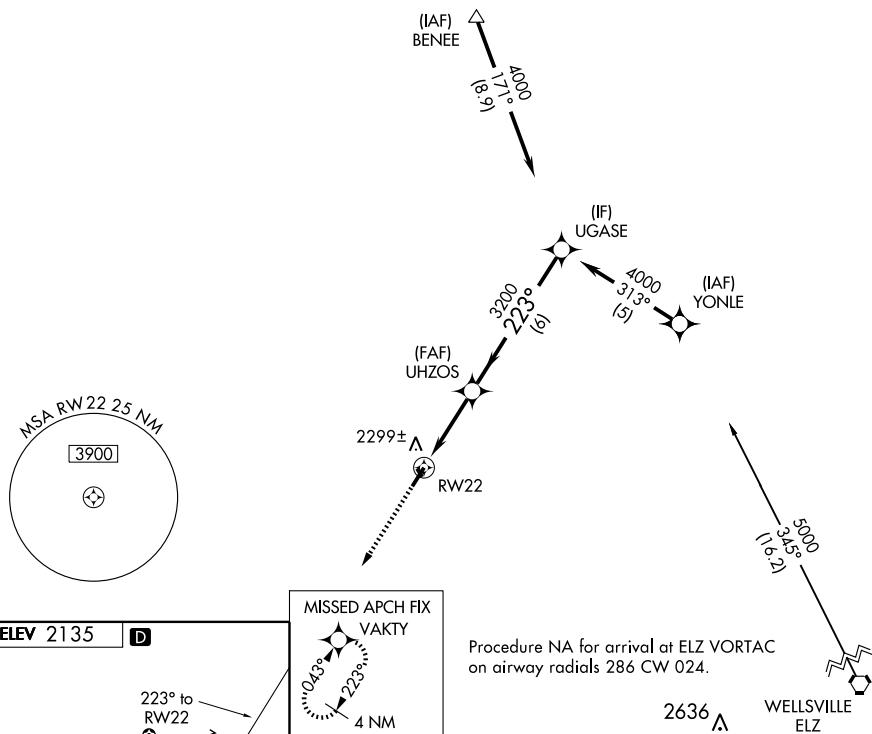 (IAF)
BENEE
4000
171°
(8.9)
(IF)
UGASE
4000
313°
(5)
(IAF)
YONLE
3200
223°
(6)
(FAF)
UHZOS
2299±
RW22
MSA RW22 25 NM
3900
5000
345°
(16.2)
MISSED APCH FIX
VAKTY
043°
223°
4 NM
ELEV 2135
D
223° to
RW22
Procedure NA for arrival at ELZ VORTAC
on airway radials 286 CW 024.
2636
WELLSVILLE
ELZ